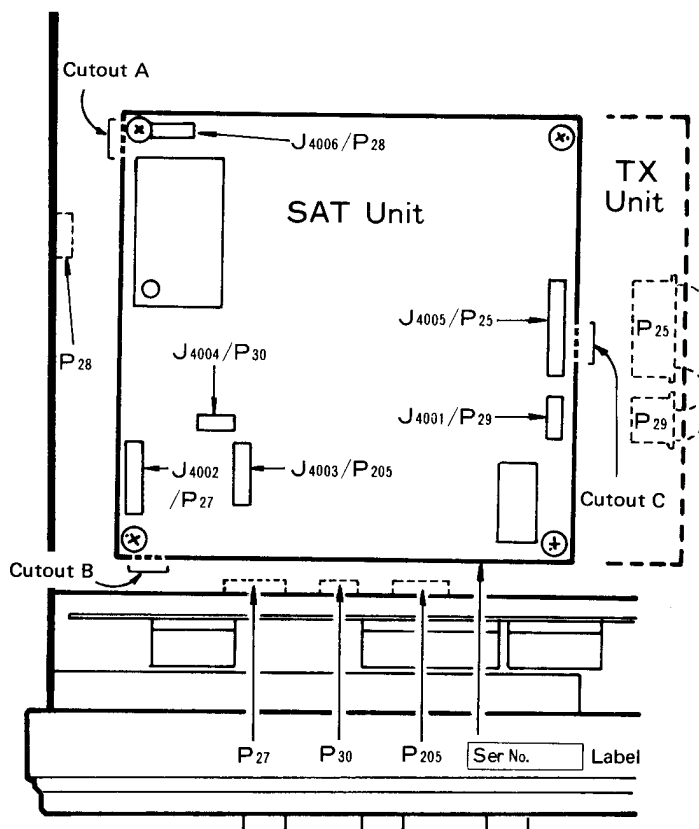 Cutout A
J4006/P28
TX
Unit
SAT Unit
J4005/P25
P25
P28
J4004/P30
J4001/P29
P29
J4002
/P27
J4003/P205
Cutout C
Cutout B
P27
P30
P205
Ser No.
Label